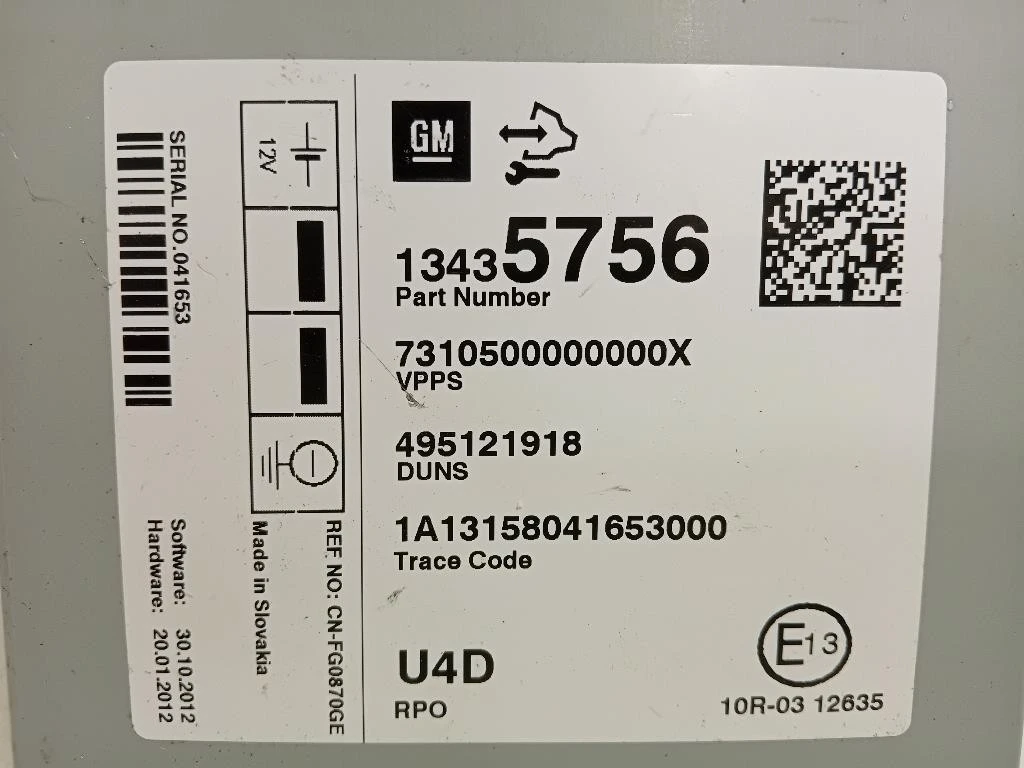 GM
13435756
Part Number
7310500000000X
VPPS
495121918
DUNS
1A13158041653000
Trace Code
U4D
RPO
E13
10R-03 12635
SERIAL NO.041653
12V
REF NO: CN-FG0870GE
Made in Slovakia
Software: 30.10.2012
Hardware: 20.01.2012